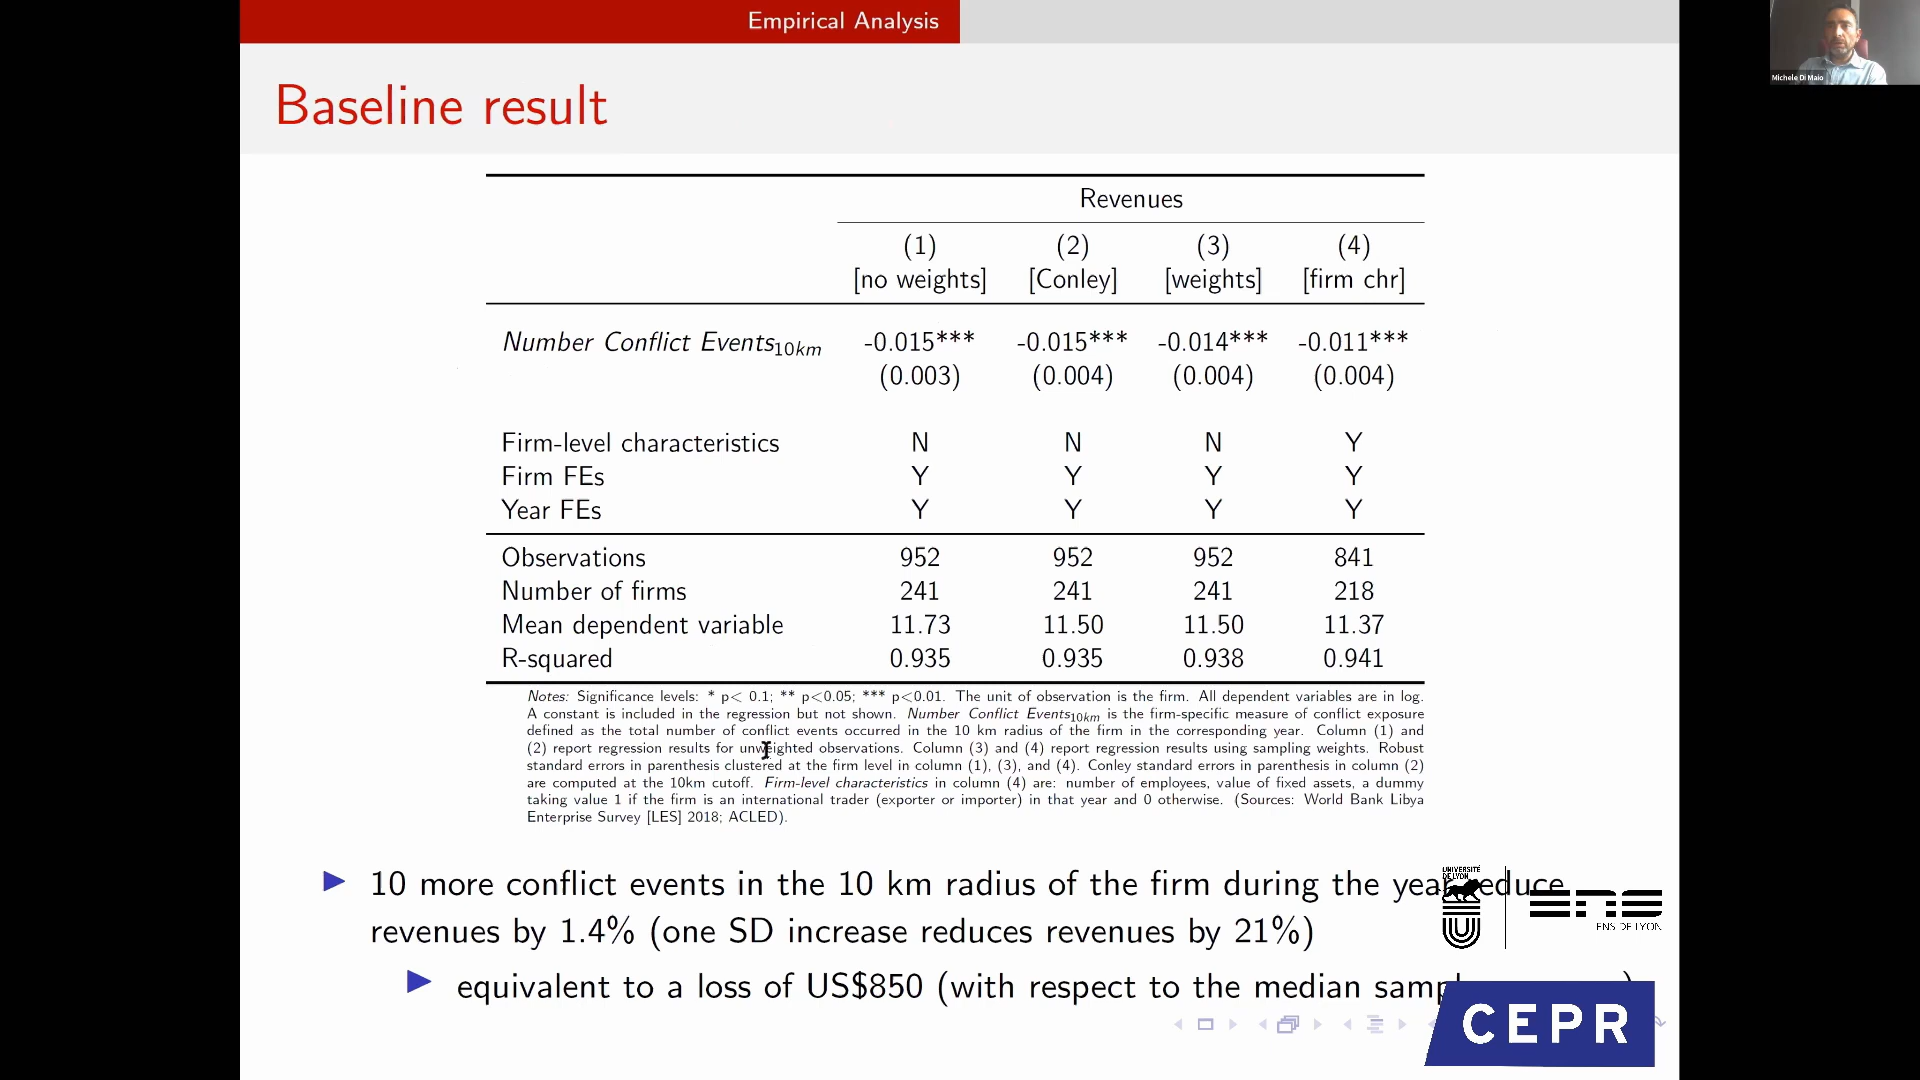 Empirical Analysis
Michele Di Maio
Baseline result
Revenues
(1) (2) (3) (4)
[no weights] [Conley] [weights] [firm chr]
Number Conflict Events10km -0.015*** -0.015*** -0.014*** -0.011***
(0.003) (0.004) (0.004) (0.004)
Firm-level characteristics N N N Y
Firm FEs Y Y Y Y
Year FEs Y Y Y Y
Observations 952 952 952 841
Number of firms 241 241 241 218
Mean dependent variable 11.73 11.50 11.50 11.37
R-squared 0.935 0.935 0.938 0.941
Notes: Significance levels: * p< 0.1; ** p<0.05; *** p<0.01. The unit of observation is the firm. All dependent variables are in log.
A constant is included in the regression but not shown. Number Conflict Events10km is the firm-specific measure of conflict exposure
defined as the total number of conflict events occurred in the 10 km radius of the firm in the corresponding year. Column (1) and
(2) report regression results for unweighted observations. Column (3) and (4) report regression results using sampling weights. Robust
standard errors in parenthesis clustered at the firm level in column (1), (3), and (4). Conley standard errors in parenthesis in column (2)
are computed at the 10km cutoff. Firm-level characteristics in column (4) are: number of employees, value of fixed assets, a dummy
taking value 1 if the firm is an international trader (exporter or importer) in that year and 0 otherwise. (Sources: World Bank Libya
Enterprise Survey [LES] 2018; ACLED).
10 more conflict events in the 10 km radius of the firm during the year reduce
revenues by 1.4% (one SD increase reduces revenues by 21%)
equivalent to a loss of US$850 (with respect to the median
UNIVERSITÉ
DE LYON
ENS
ENS DE LYON
CEPR